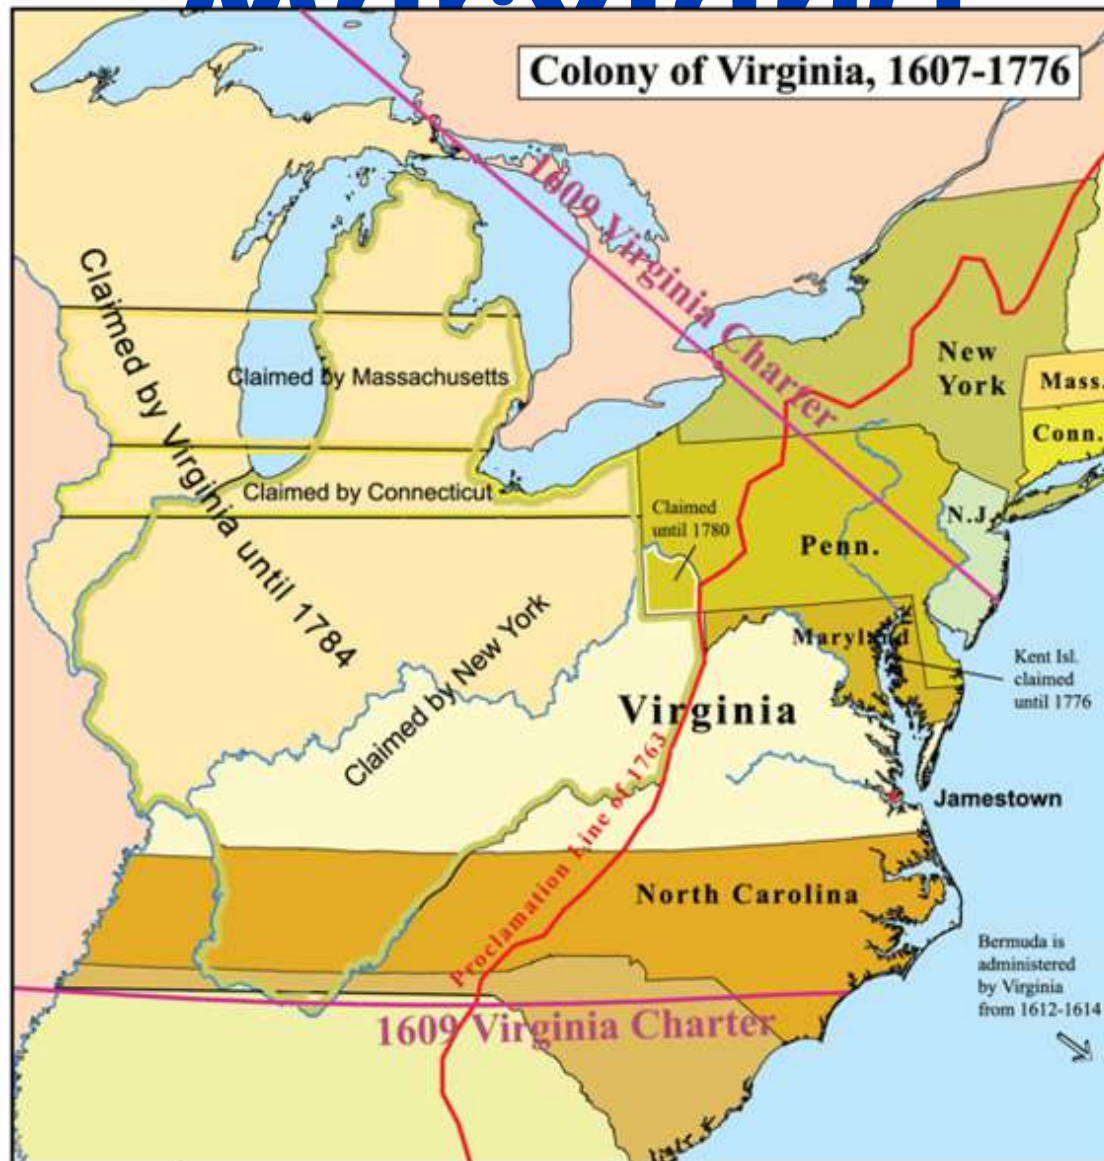 Colony of Virginia, 1607-1776
1609 Virginia Charter
Claimed by Virginia until 1784
Claimed by Massachusetts
Claimed by Connecticut
Claimed by New York
New
York
Mass.
Conn.
N.J.
Penn.
Claimed
until 1780
Maryland
Kent Isl.
claimed
until 1776
Virginia
Proclamation Line of 1763
Jamestown
North Carolina
Bermuda is
administered
by Virginia
from 1612-1614
1609 Virginia Charter